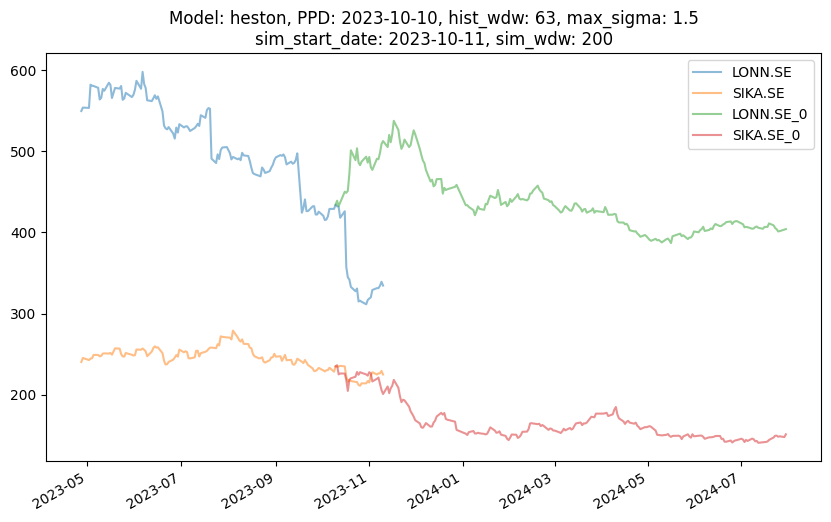 Model: heston, PPD: 2023-10-10, hist_wdw: 63, max_sigma: 1.5
sim_start_date: 2023-10-11, sim_wdw: 200
LONN.SE
SIKA.SE
LONN.SE_0
SIKA.SE_0
600
500
400
300
200
2023-05
2023-07
2023-09
2023-11
2024-01
2024-03
2024-05
2024-07